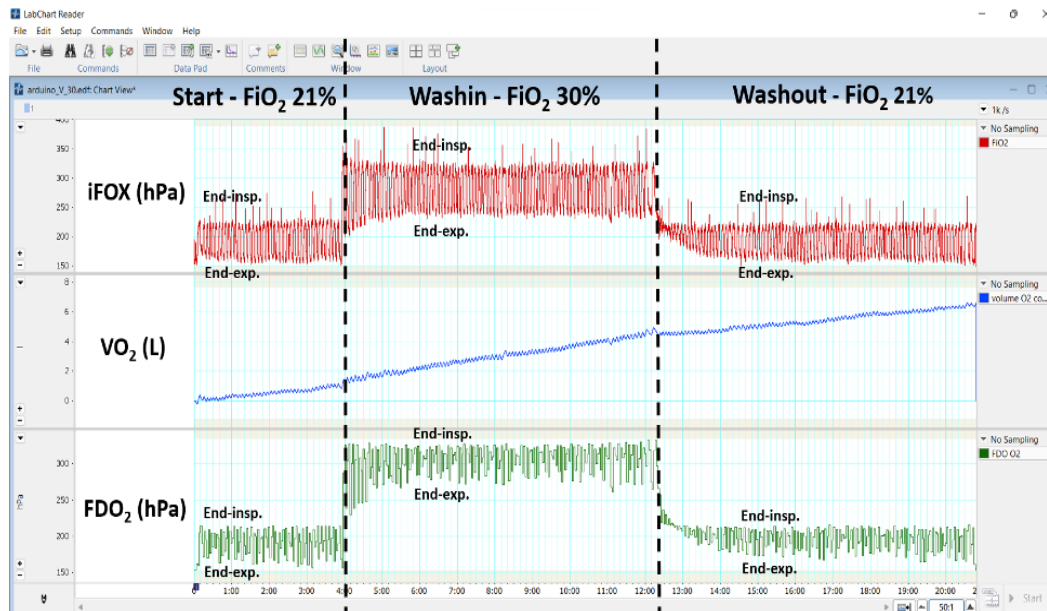 LabChart Reader
File Edit Setup Commands Window Help
File Commands Data Pad Comments Window Layout
arduino_V_30.edf: Chart View*
Start - FiO2 21% Washin - FiO2 30% Washout - FiO2 21%
1
1k /s
400
350
300
250
200
150
iFOX (hPa)
End-insp.
End-exp.
End-insp.
End-exp.
End-insp.
End-exp.
No Sampling
FiO2
8
6
4
2
0
VO2 (L)
No Sampling
volume O2 co...
hPa
300
250
200
150
FDO2 (hPa)
End-insp.
End-exp.
End-insp.
End-exp.
End-insp.
End-exp.
No Sampling
FDO O2
0 1:00 2:00 3:00 4:00 5:00 6:00 7:00 8:00 9:00 10:00 11:00 12:00 13:00 14:00 15:00 16:00 17:00 18:00 19:00 20:00 2
50:1
Start